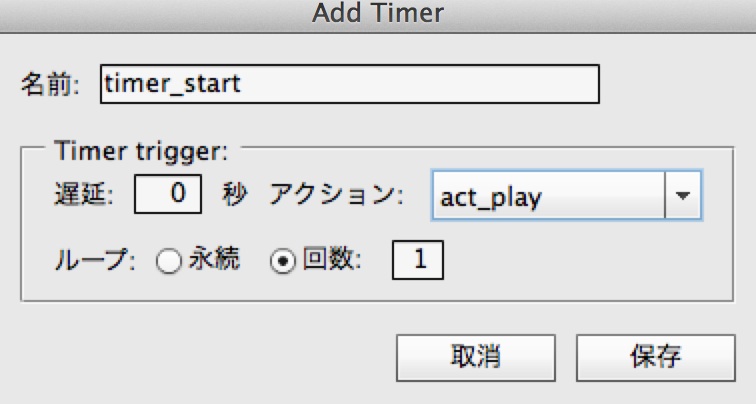 Add Timer
名前: timer_start
Timer trigger:
遅延: 0 秒 アクション: act_play
ループ: 永続 回数: 1
取消 保存